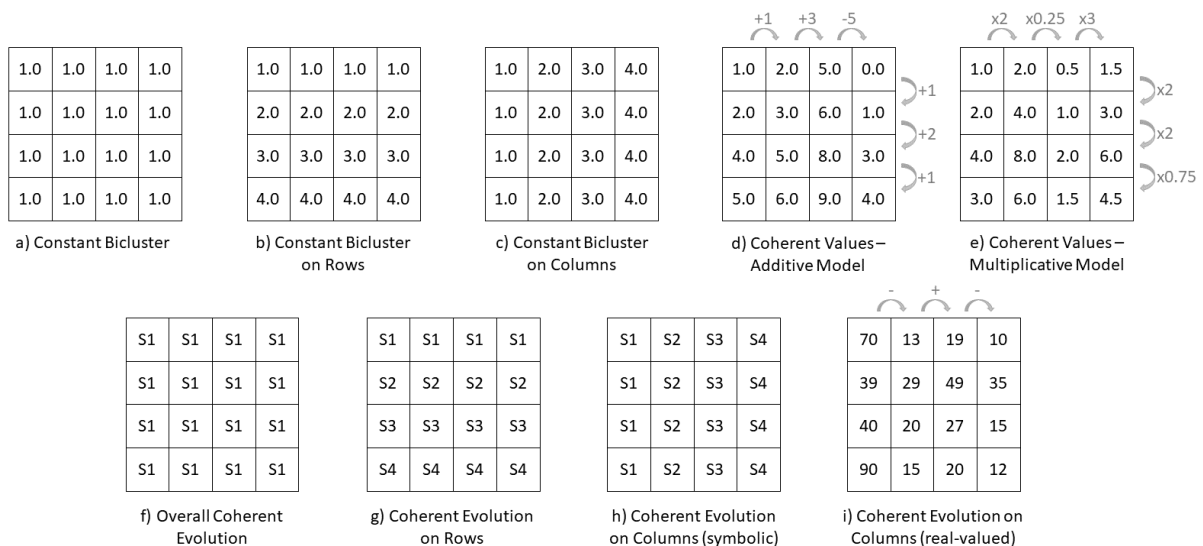 +1 +3 -5 x2 x0.25 x3
1.0 1.0 1.0 1.0 1.0 1.0 1.0 1.0 1.0 2.0 3.0 4.0 1.0 2.0 5.0 0.0 1.0 2.0 0.5 1.5
+1 x2
1.0 1.0 1.0 1.0 2.0 2.0 2.0 2.0 1.0 2.0 3.0 4.0 2.0 3.0 6.0 1.0 2.0 4.0 1.0 3.0
+2 x2
1.0 1.0 1.0 1.0 3.0 3.0 3.0 3.0 1.0 2.0 3.0 4.0 4.0 5.0 8.0 3.0 4.0 8.0 2.0 6.0
+1 x0.75
1.0 1.0 1.0 1.0 4.0 4.0 4.0 4.0 1.0 2.0 3.0 4.0 5.0 6.0 9.0 4.0 3.0 6.0 1.5 4.5
a) Constant Bicluster
b) Constant Bicluster
on Rows
c) Constant Bicluster
on Columns
d) Coherent Values –
Additive Model
e) Coherent Values –
Multiplicative Model
- + -
S1 S1 S1 S1 S1 S1 S1 S1 S1 S2 S3 S4 70 13 19 10
S1 S1 S1 S1 S2 S2 S2 S2 S1 S2 S3 S4 39 29 49 35
S1 S1 S1 S1 S3 S3 S3 S3 S1 S2 S3 S4 40 20 27 15
S1 S1 S1 S1 S4 S4 S4 S4 S1 S2 S3 S4 90 15 20 12
f) Overall Coherent
Evolution
g) Coherent Evolution
on Rows
h) Coherent Evolution
on Columns (symbolic)
i) Coherent Evolution on
Columns (real-valued)